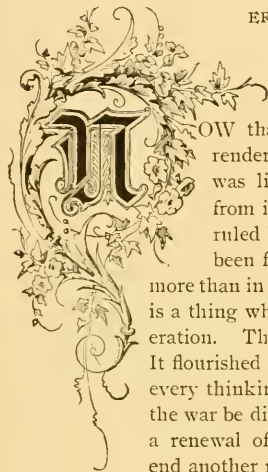 ER
NOW tha
render
was li
from i
ruled
been f
more than in
is a thing wh
eration. Th
It flourished
every thinkin
the war be di
a renewal of
end another